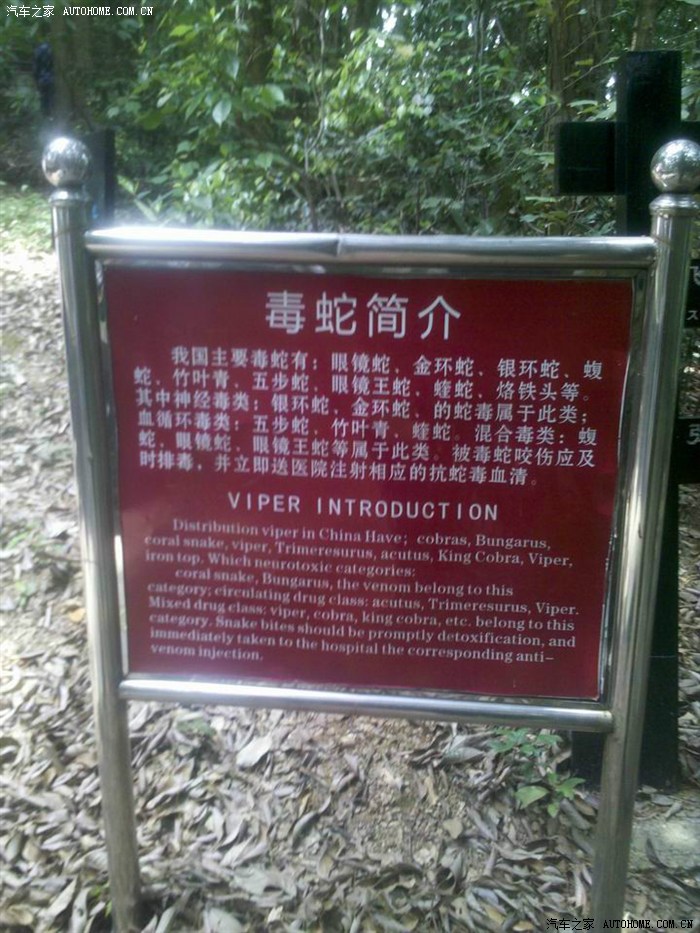 汽车之家 AUTOHOME.COM.CN
毒蛇简介
我国主要毒蛇有：眼镜蛇、金环蛇、银环蛇、蝮
蛇、竹叶青、五步蛇、眼镜王蛇、蝰蛇、烙铁头等。
其中神经毒类：银环蛇、金环蛇、的蛇毒属于此类；
血循环毒类：五步蛇、竹叶青、蝰蛇。混合毒类：蝮
蛇、眼镜蛇、眼镜王蛇等属于此类。被毒蛇咬伤应及
时排毒，并立即送医院注射相应的抗蛇毒血清。
VIPER INTRODUCTION
Distribution viper in China Have; cobras, Bungarus,
coral snake, viper, Trimeresurus, acutus, King Cobra, Viper,
iron top. Which neurotoxic categories:
coral snake, Bungarus, the venom belong to this
category; circulating drug class: acutus, Trimeresurus, Viper.
Mixed drug class: viper, cobra, king cobra, etc. belong to this
category. Snake bites should be promptly detoxification, and
immediately taken to the hospital the corresponding anti-
venom injection.
汽车之家 AUTOHOME.COM.CN